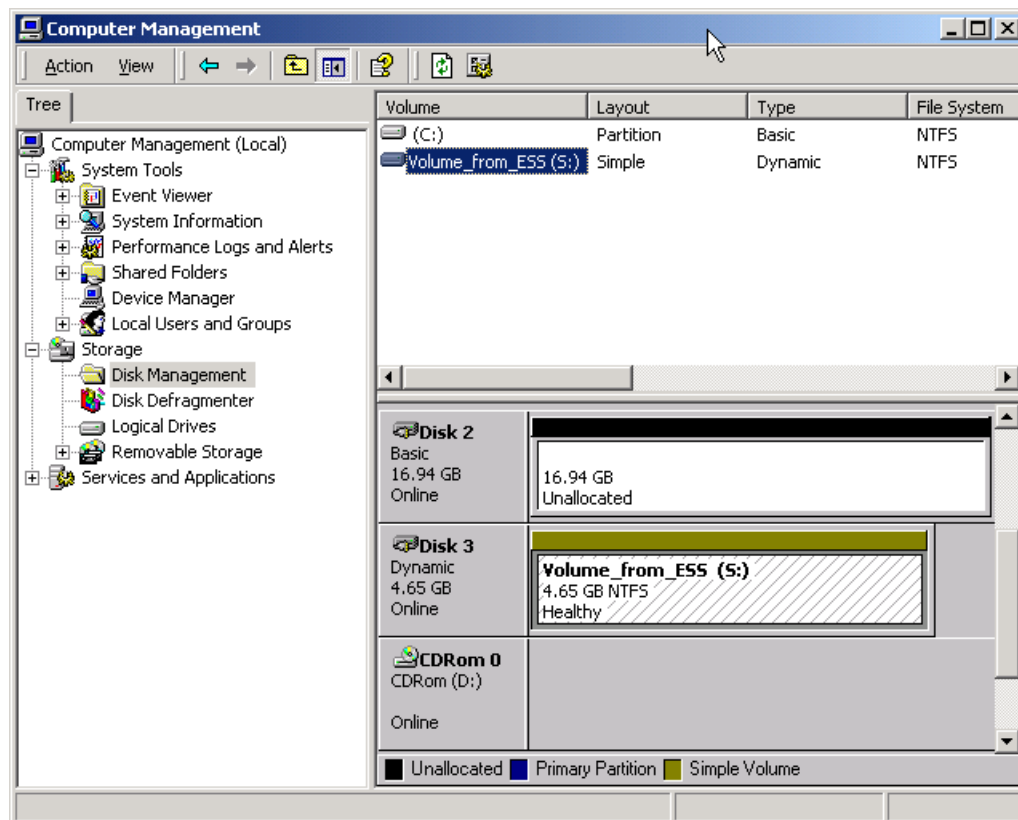 Computer Management
Action View
Tree
Computer Management (Local)
System Tools
Event Viewer
System Information
Performance Logs and Alerts
Shared Folders
Device Manager
Local Users and Groups
Storage
Disk Management
Disk Defragmenter
Logical Drives
Removable Storage
Services and Applications
Volume Layout Type File System
(C:) Partition Basic NTFS
Volume_from_ESS (S:) Simple Dynamic NTFS
Disk 2
Basic
16.94 GB
Online
16.94 GB
Unallocated
Disk 3
Dynamic
4.65 GB
Online
Volume_from_ESS (S:)
4.65 GB NTFS
Healthy
CDRom 0
CDRom (D:)
Online
Unallocated Primary Partition Simple Volume